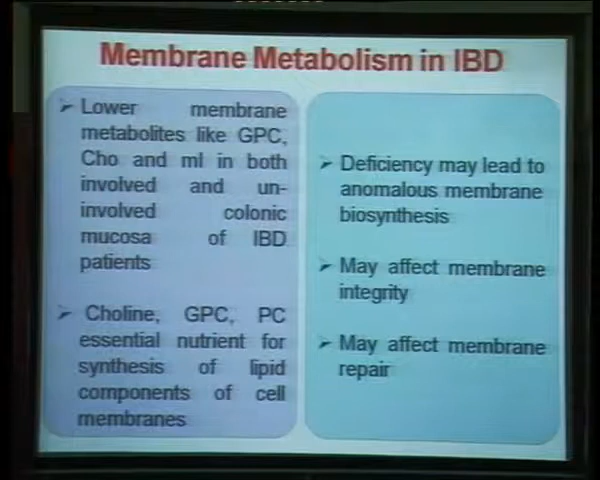 Membrane Metabolism in IBD
➢ Lower membrane
metabolites like GPC,
Cho and mI in both
involved and un-
involved colonic
mucosa of IBD
patients
➢ Choline, GPC, PC
essential nutrient for
synthesis of lipid
components of cell
membranes
➢ Deficiency may lead to
anomalous membrane
biosynthesis
➢ May affect membrane
integrity
➢ May affect membrane
repair